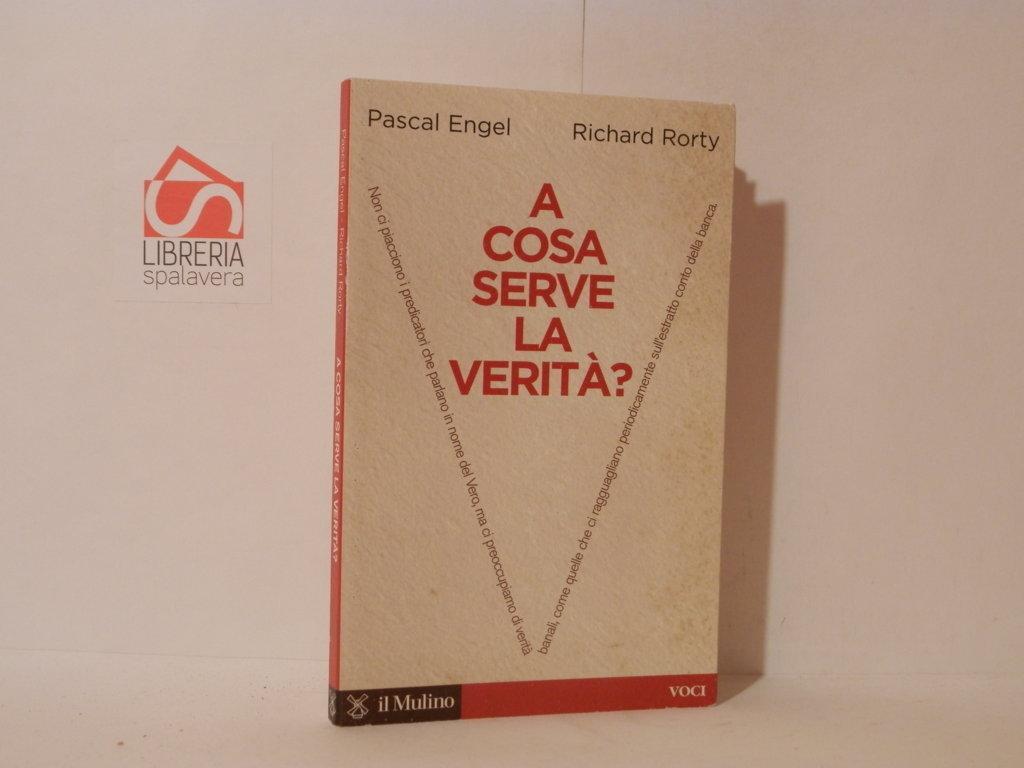 LIBRERIA
spalavera
Pascal Engel
Richard Rorty
A
COSA
SERVE
LA
VERITÀ?
Non ci piacciono i predicatori che parlano in nome del Vero, ma ci preoccupiamo di verità
banali, come quelle che ci ragguagliano periodicamente sull'estratto conto della banca.
il Mulino
VOCI
Pascal Engel - Richard Rorty
A COSA SERVE LA VERITÀ?